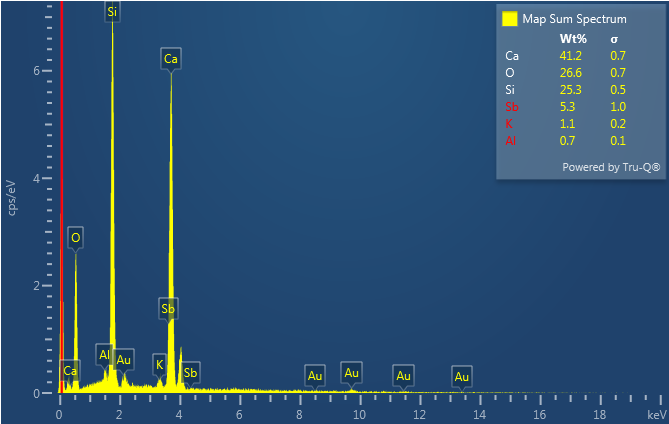 Map Sum Spectrum
Wt% σ
Ca 41.2 0.7
O 26.6 0.7
Si 25.3 0.5
Sb 5.3 1.0
K 1.1 0.2
Al 0.7 0.1
Powered by Tru-Q®
Si
Ca
6
cps/eV
4
O
2
Sb
Al
Au
K
Ca
Sb
Au
Au
Au
Au
0
0 2 4 6 8 10 12 14 16 18 keV